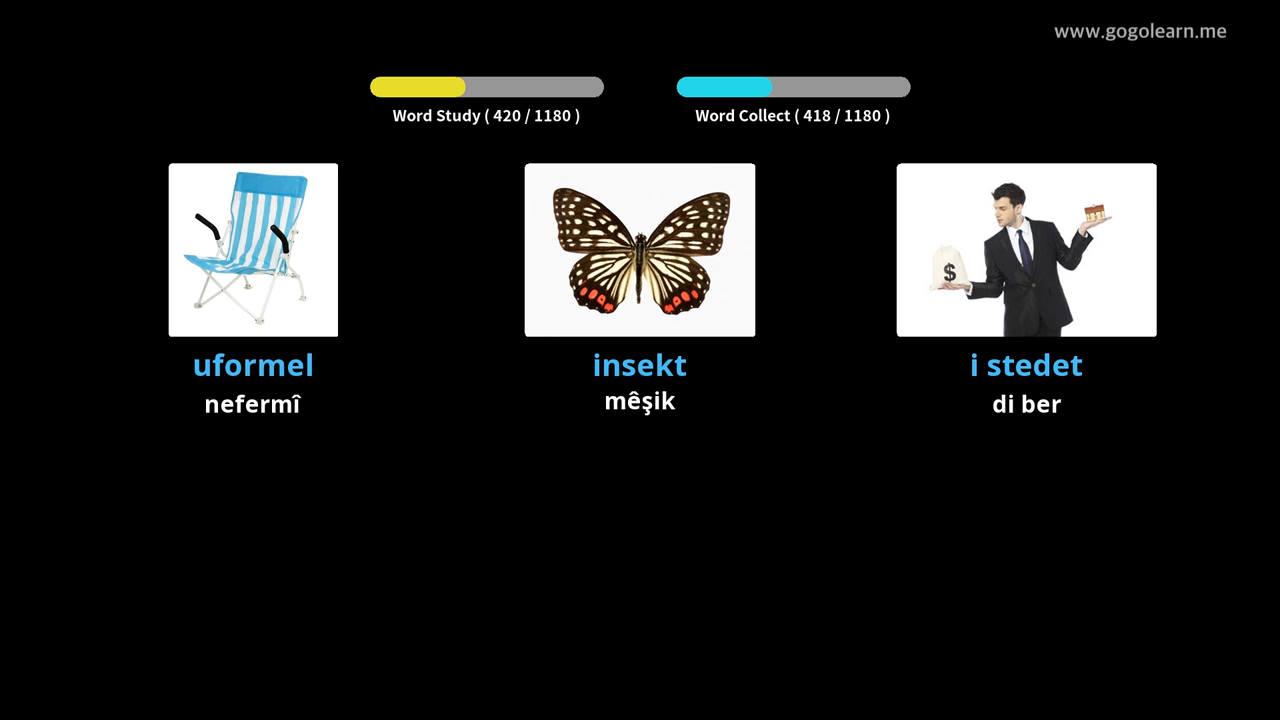 www.gogolearn.me
Word Study ( 420 / 1180 )
Word Collect ( 418 / 1180 )
$
uformel
insekt
i stedet
nefermî
mêşik
di ber